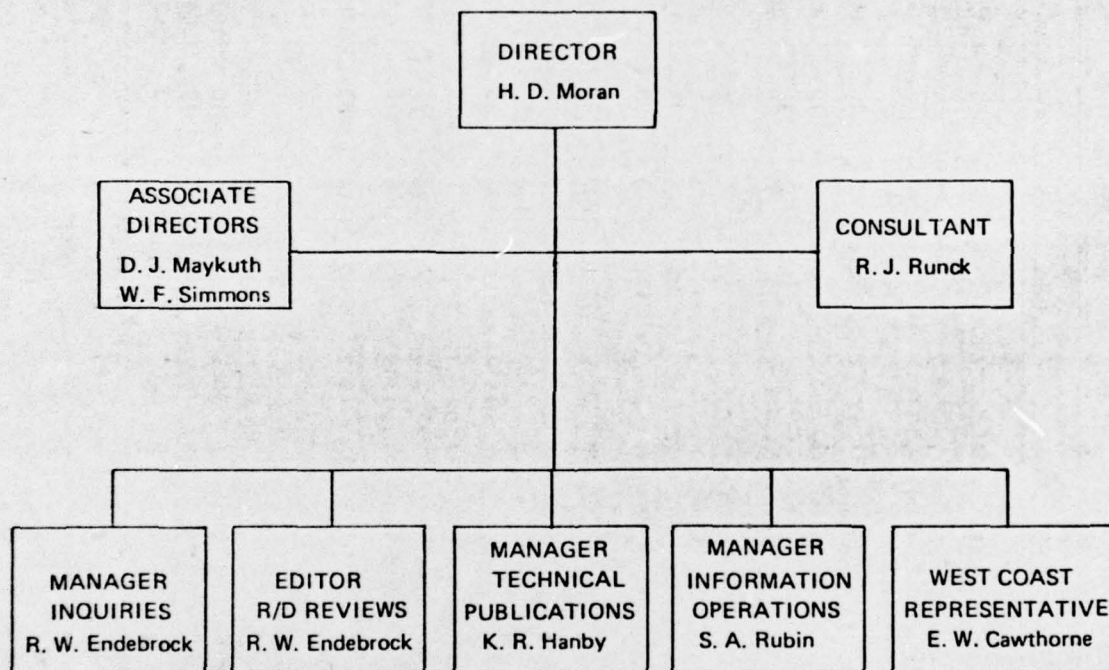 DIRECTOR
H. D. Moran
ASSOCIATE
DIRECTORS
D. J. Maykuth
W. F. Simmons
CONSULTANT
R. J. Runck
MANAGER
INQUIRIES
R. W. Endebrock
EDITOR
R/D REVIEWS
R. W. Endebrock
MANAGER
TECHNICAL
PUBLICATIONS
K. R. Hanby
MANAGER
INFORMATION
OPERATIONS
S. A. Rubin
WEST COAST
REPRESENTATIVE
E. W. Cawthorne